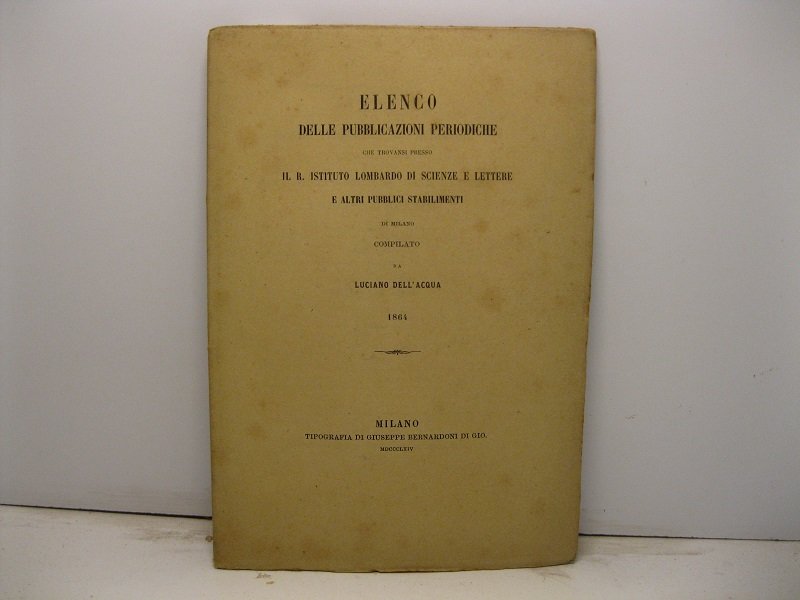 ELENCO
DELLE PUBBLICAZIONI PERIODICHE
CHE TROVANSI PRESSO
IL R. ISTITUTO LOMBARDO DI SCIENZE E LETTERE
E ALTRI PUBBLICI STABILIMENTI
DI MILANO
COMPILATO
DA
LUCIANO DELL'ACQUA
1864
MILANO
TIPOGRAFIA DI GIUSEPPE BERNARDONI DI GIO.
MDCCCLXIV